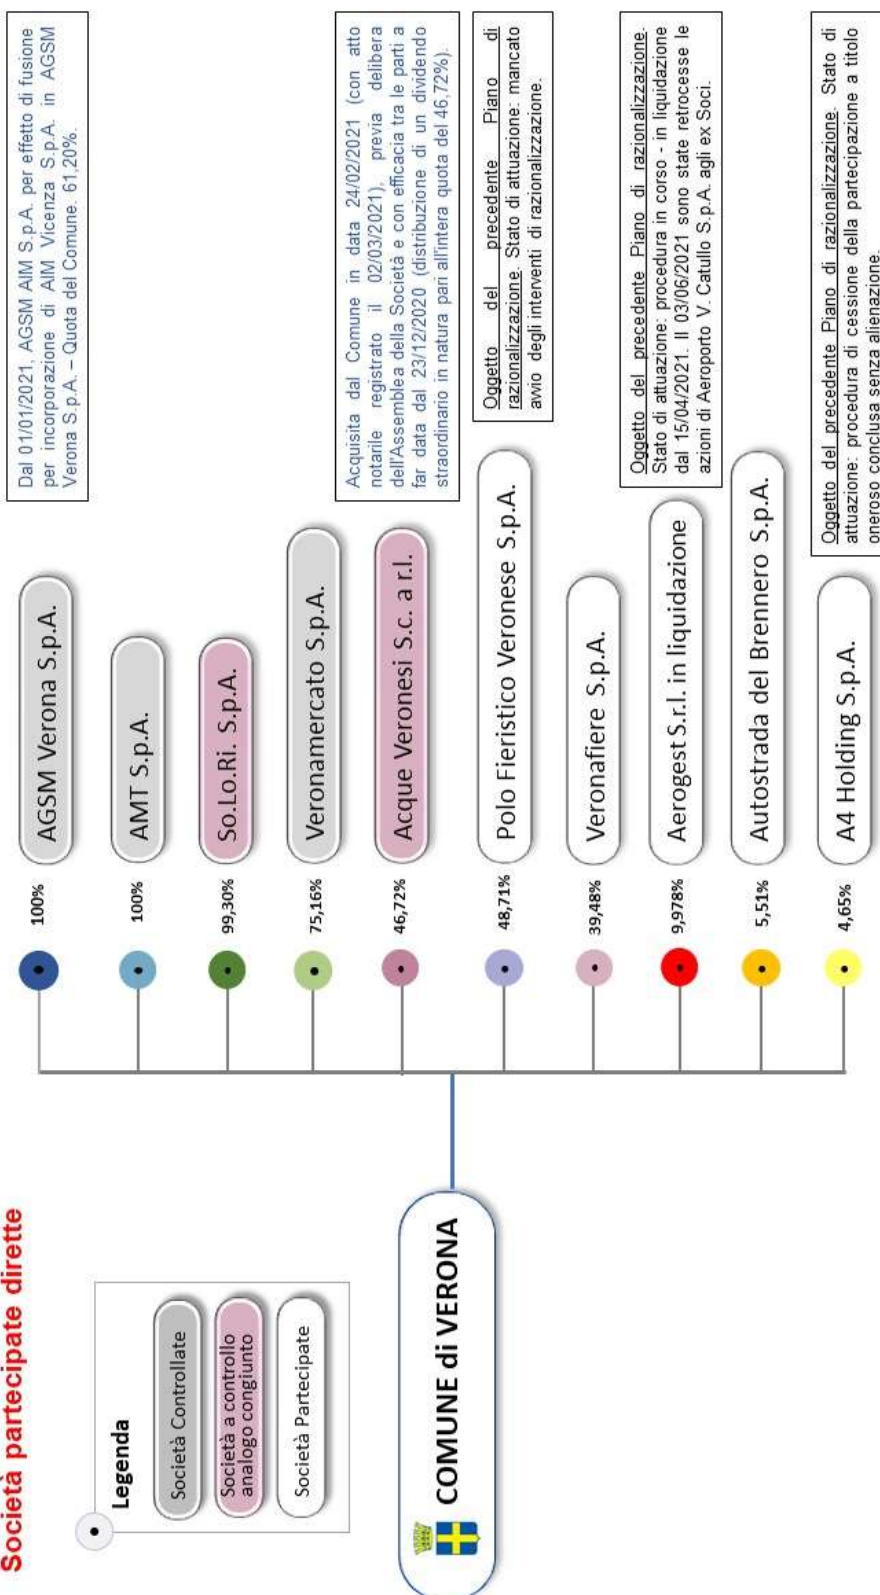 Società partecipate dirette
Legenda
Società Controllate
Società a controllo
analogo congiunto
Società Partecipate
COMUNE di VERONA
100%
AGSM Verona S.p.A.
Dal 01/01/2021, AGSM AIM S.p.A. per effetto di fusione
per incorporazione di AIM Vicenza S.p.A. in AGSM
Verona S.p.A. – Quota del Comune. 61,20%.
100%
AMT S.p.A.
99,30%
So.Lo.Ri. S.p.A.
75,16%
Veronamercato S.p.A.
46,72%
Acque Veronesi S.c. a r.l.
Acquisita dal Comune in data 24/02/2021 (con atto
notarile registrato il 02/03/2021), previa delibera
dell'Assemblea della Società e con efficacia tra le parti a
far data dal 23/12/2020 (distribuzione di un dividendo
straordinario in natura pari all'intera quota del 46,72%).
48,71%
Polo Fieristico Veronese S.p.A.
Oggetto del precedente Piano di
razionalizzazione. Stato di attuazione: mancato
avvio degli interventi di razionalizzazione.
39,48%
Veronafiere S.p.A.
9,978%
Aerogest S.r.l. in liquidazione
Oggetto del precedente Piano di razionalizzazione.
Stato di attuazione: procedura in corso - in liquidazione
dal 15/04/2021. Il 03/06/2021 sono state retrocesse le
azioni di Aeroporto V. Catullo S.p.A. agli ex Soci.
5,51%
Autostrada del Brennero S.p.A.
4,65%
A4 Holding S.p.A.
Oggetto del precedente Piano di razionalizzazione. Stato di
attuazione: procedura di cessione della partecipazione a titolo
oneroso conclusa senza alienazione.